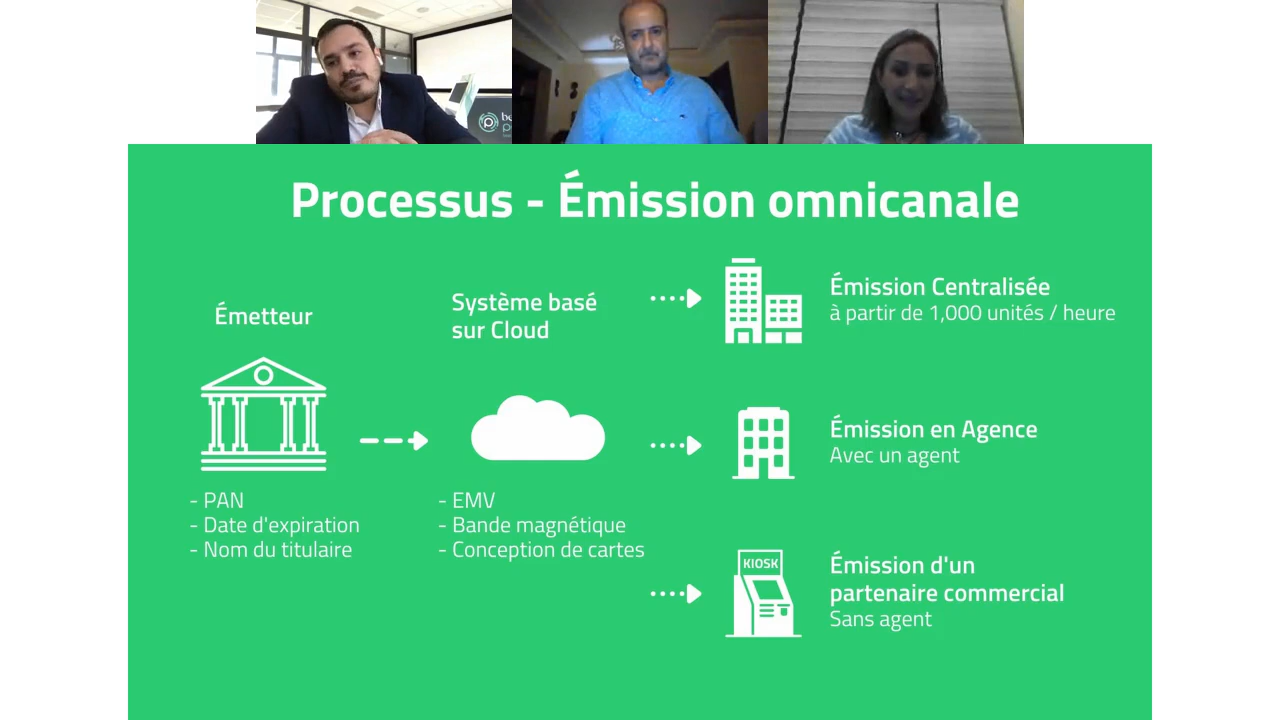 Processus - Émission omnicanale
Émetteur
- PAN
- Date d'expiration
- Nom du titulaire
Système basé
sur Cloud
- EMV
- Bande magnétique
- Conception de cartes
Émission Centralisée
à partir de 1,000 unités / heure
Émission en Agence
Avec un agent
KIOSK
Émission d'un
partenaire commercial
Sans agent